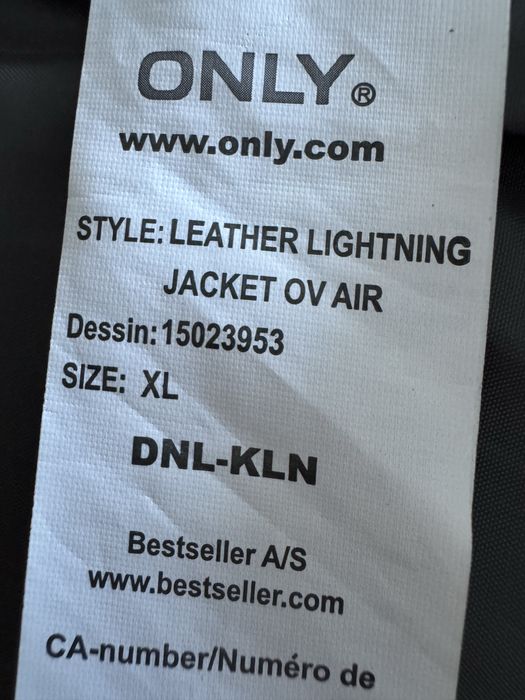 ONLY®
www.only.com
STYLE: LEATHER LIGHTNING
JACKET OV AIR
Dessin: 15023953
SIZE: XL
DNL-KLN
Bestseller A/S
www.bestseller.com
CA-number/Numéro de